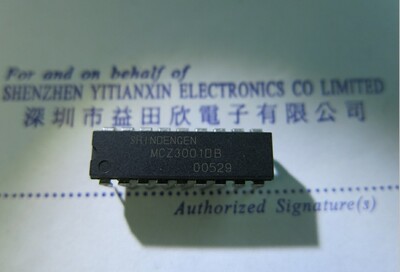 For and on behalf of
SHENZHEN YITIANXIN ELECTRONICS CO LIMITED
深圳市益田欣電子有限公司
SHINDENGEN
MCZ3001DB
D0529
Authorized Signature(s)